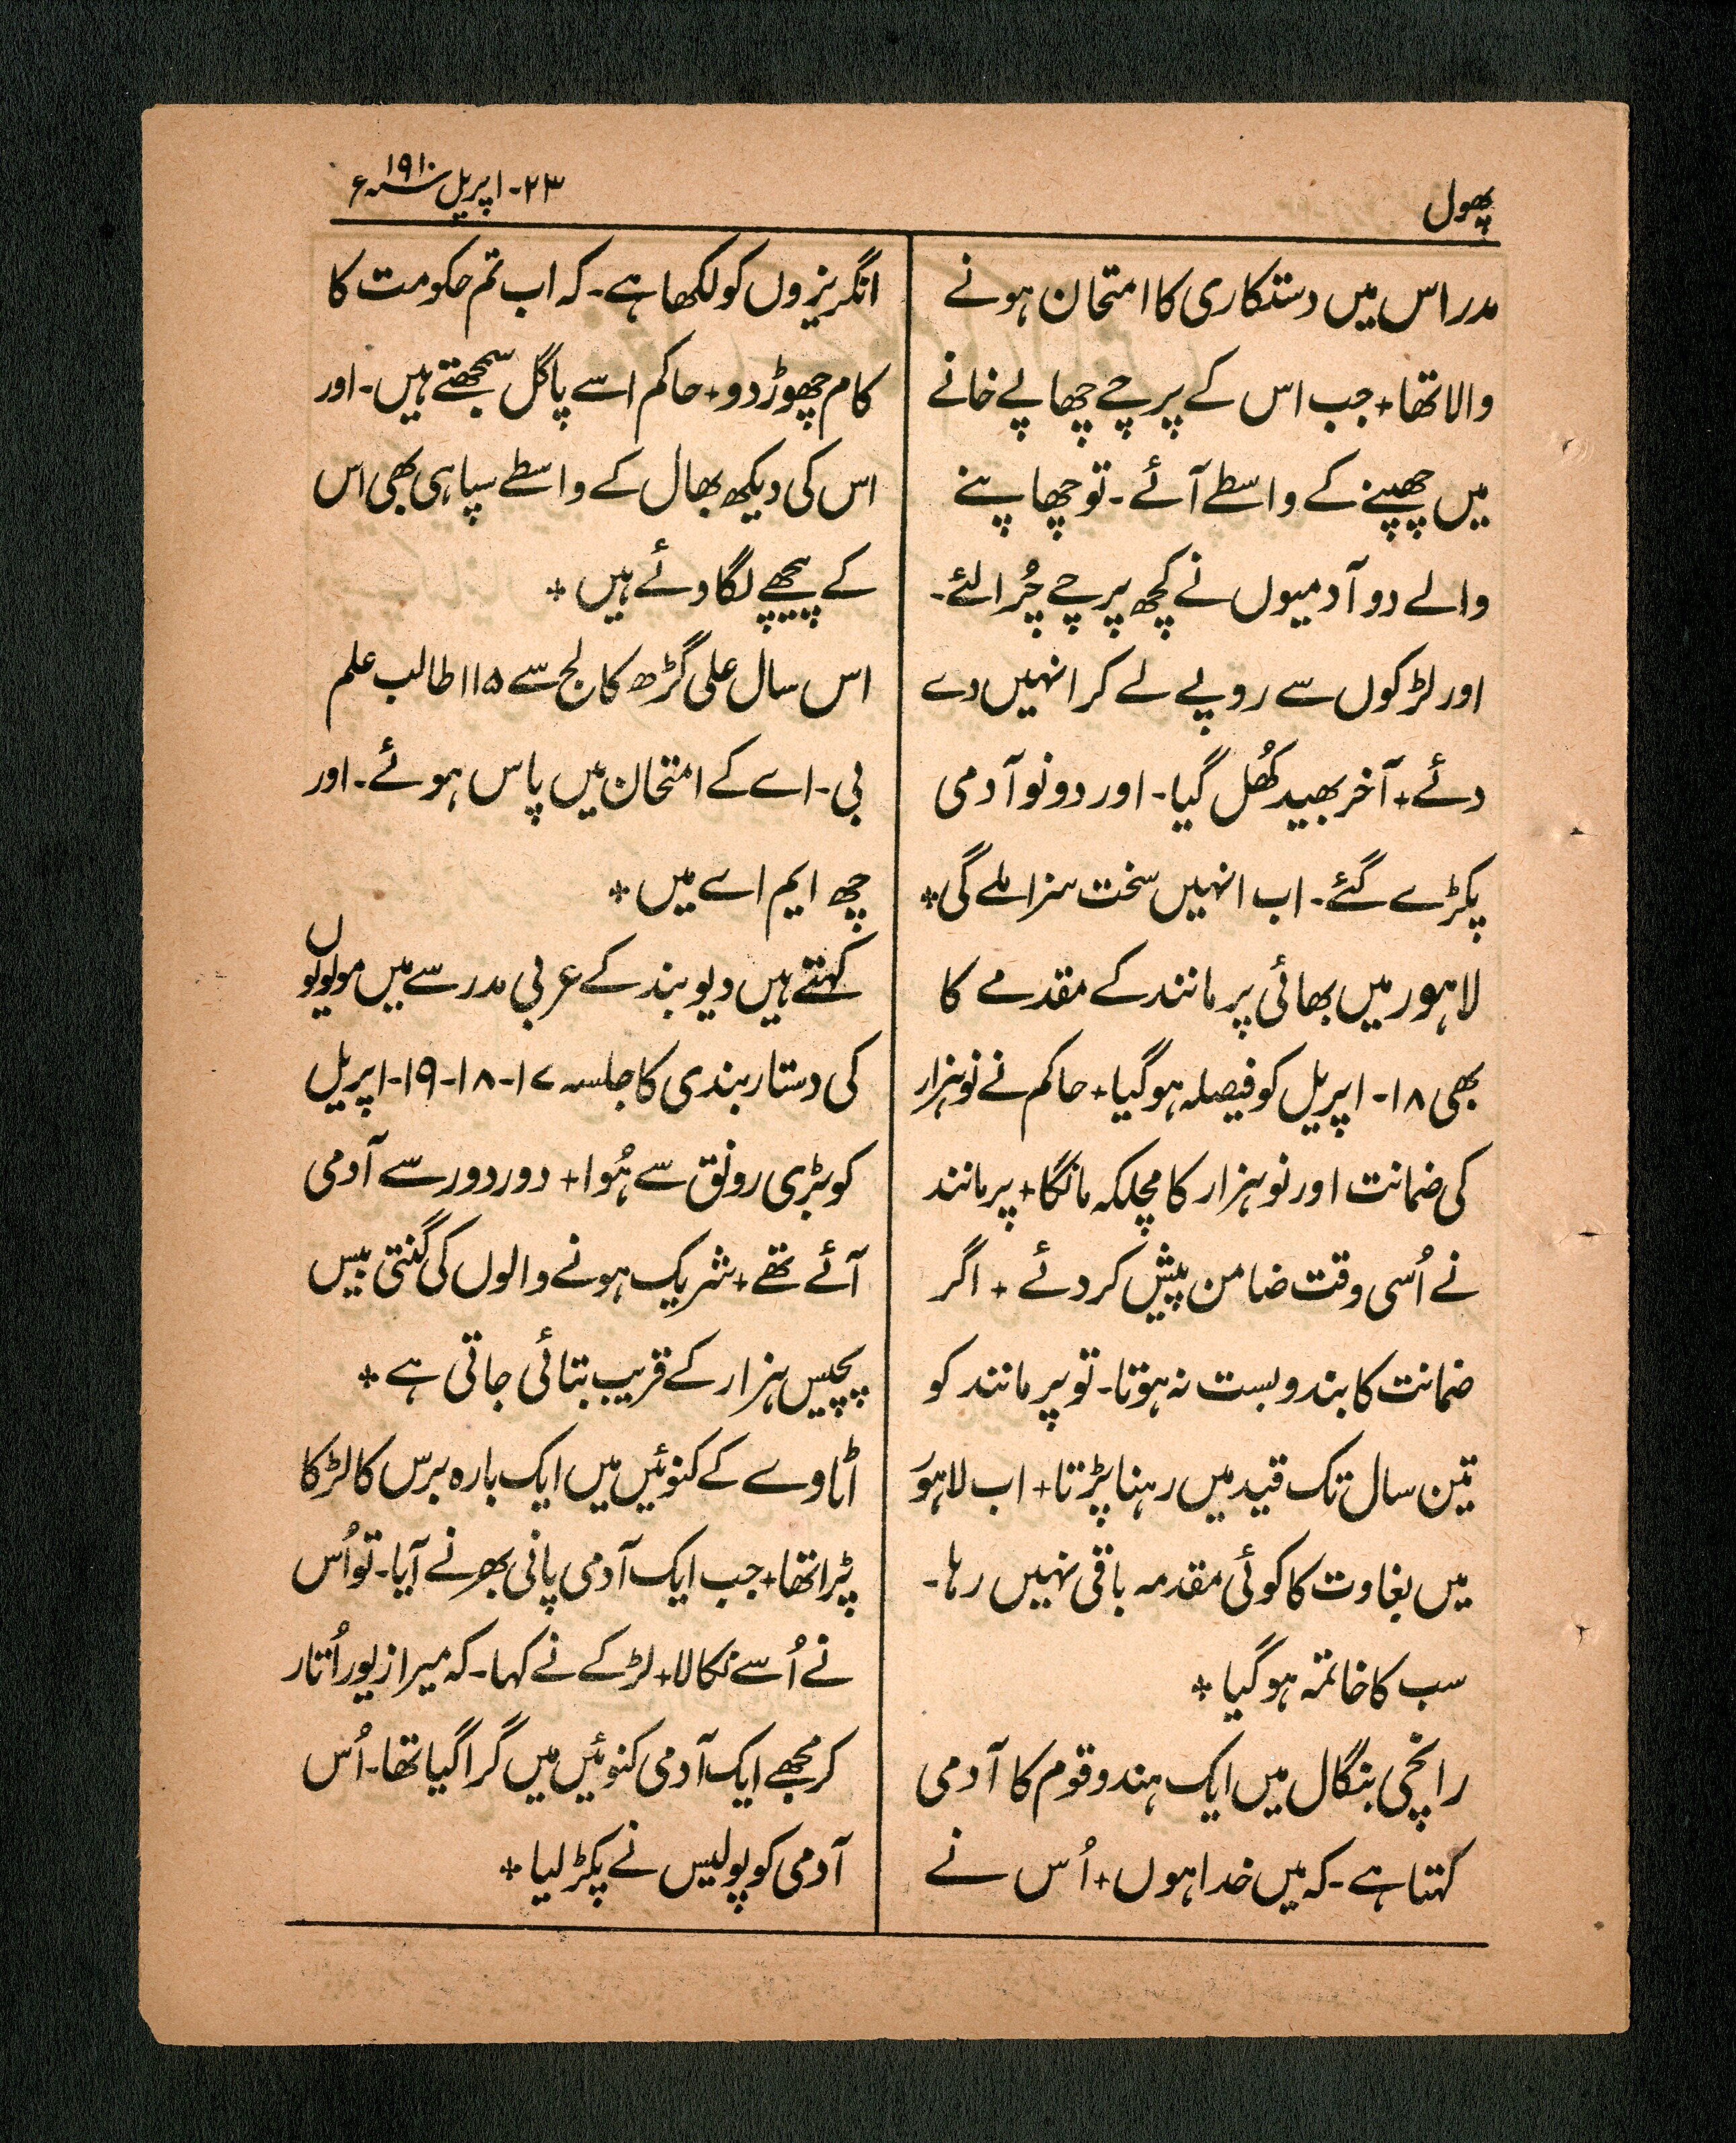 پھول
۲۳- اپریل ۱۹۱۰ء
مدراس میں دستکاری کا امتحان ہونے
والا تھا + جب اس کے پرچے چھاپے خانے
میں چھپنے کے واسطے آئے - تو چھاپنے
والے دو آدمیوں نے کچھ پرچے چُرا لئے -
اور لڑکوں سے روپے لے کر انہیں دے
دئے + آخر بھید کھُل گیا - اور دونو آدمی
پکڑے گئے - اب انہیں سخت سزا ملے گی *
لاہور میں بھائی پرمانند کے مقدمے کا
بھی ۱۸- اپریل کو فیصلہ ہو گیا + حاکم نے نو ہزار
کی ضمانت اور نو ہزار کا مچلکہ مانگا + پرمانند
نے اُسی وقت ضامن پیش کر دئے + اگر
ضمانت کا بندوبست نہ ہوتا - تو پرمانند کو
تین سال تک قید میں رہنا پڑتا + اب لاہور
میں بغاوت کا کوئی مقدمہ باقی نہیں رہا -
سب کا خاتمہ ہو گیا *
رانچی بنگال میں ایک ہندو قوم کا آدمی
کہتا ہے - کہ میں خدا ہوں + اُس نے
انگریزوں کو لکھا ہے - کہ اب تم حکومت کا
کام چھوڑ دو + حاکم اسے پاگل سمجھتے ہیں - اور
اس کی دیکھ بھال کے واسطے سپاہی بھی اس
کے پیچھے لگا دئے ہیں *
اس سال علی گڑھ کالج سے ۱۱۵ طالب علم
بی - اے کے امتحان میں پاس ہوئے - اور
چھ ایم اے میں *
کہتے ہیں دیوبند کے عربی مدرسے میں مولویوں
کی دستار بندی کا جلسہ ۱۷-۱۸-۱۹- اپریل
کو بڑی رونق سے ہُوا + دور دور سے آدمی
آئے تھے + شریک ہونے والوں کی گنتی بیس
پچیس ہزار کے قریب بتائی جاتی ہے *
اٹاوے کے کنوئیں میں ایک بارہ برس کا لڑکا
پڑا تھا + جب ایک آدمی پانی بھرنے آیا - تو اُس
نے اُسے نکالا + لڑکے نے کہا - کہ میرا زیور اُتار
کر مجھے ایک آدمی کنوئیں میں گرا گیا تھا - اُس
آدمی کو پولیس نے پکڑ لیا *